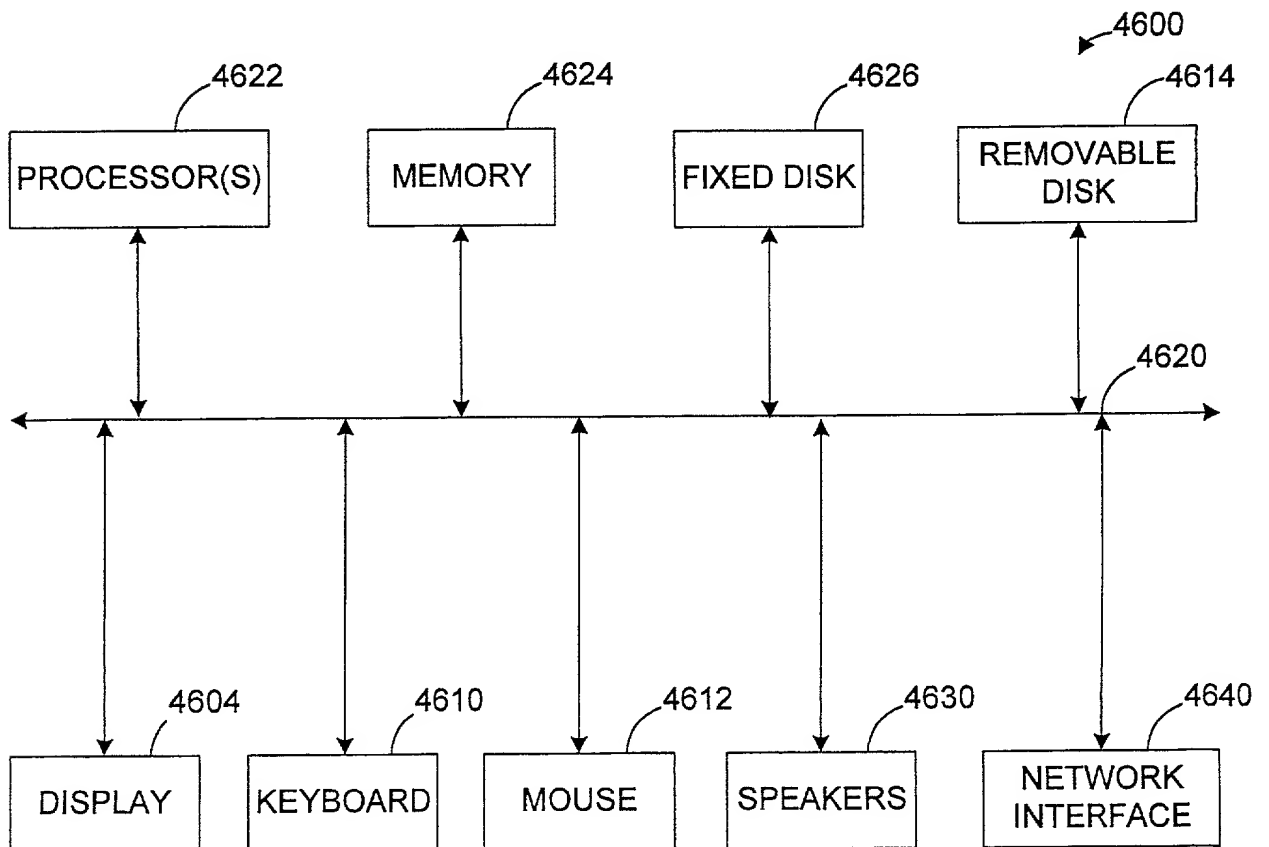 4600
4622
4624
4626
4614
PROCESSOR(S)
MEMORY
FIXED DISK
REMOVABLE
DISK
4620
4604
4610
4612
4630
4640
DISPLAY
KEYBOARD
MOUSE
SPEAKERS
NETWORK
INTERFACE